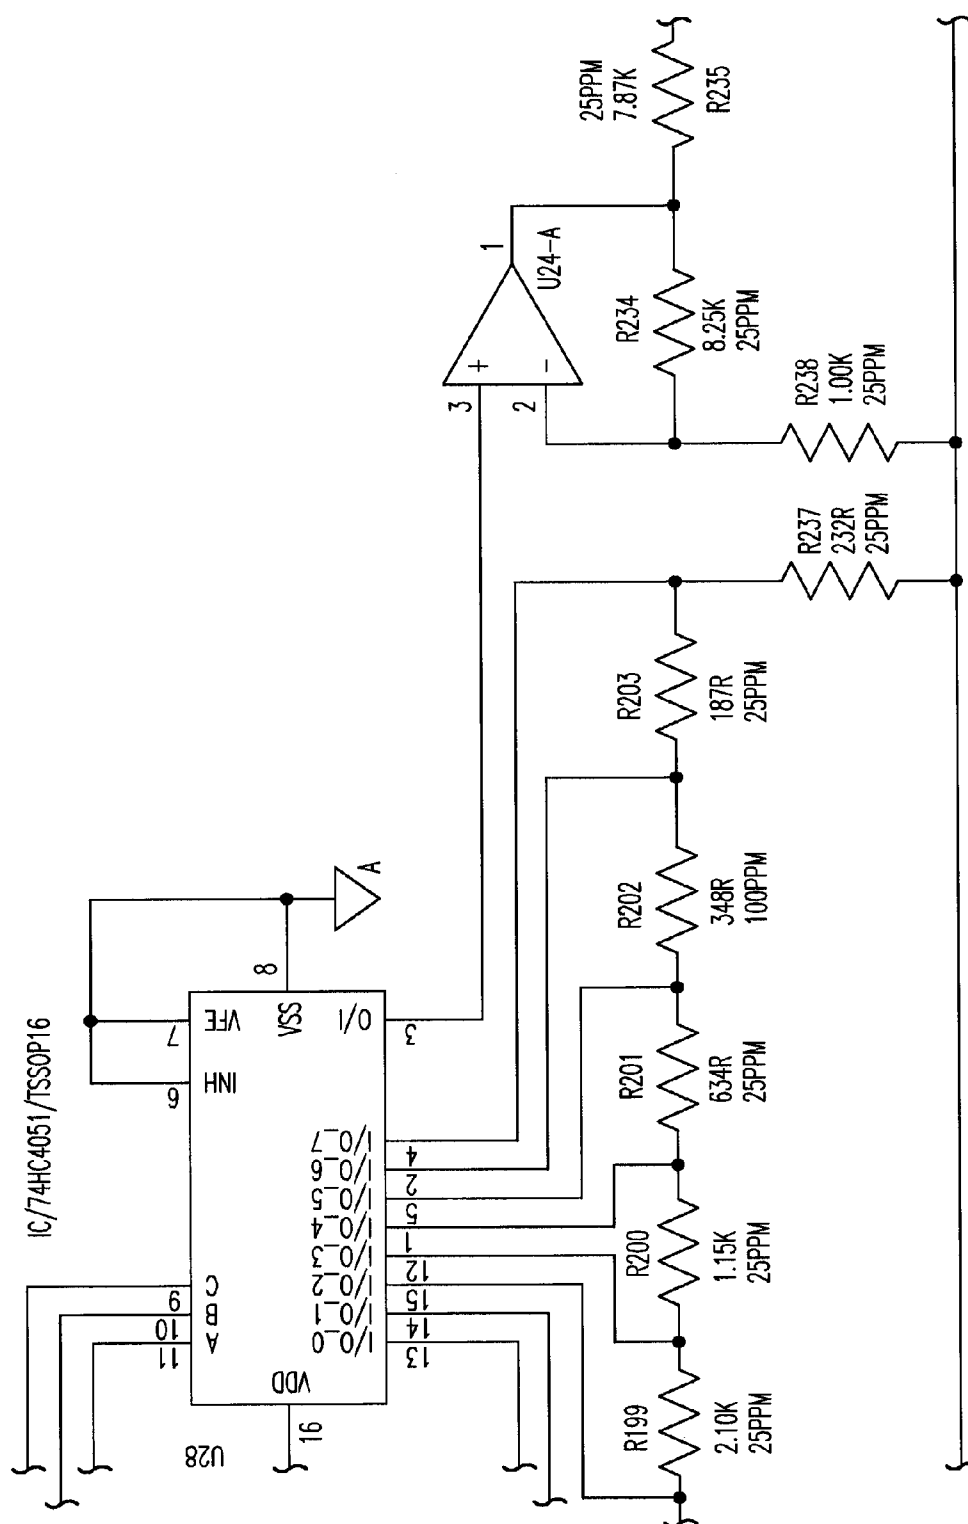 IC/74HC4051/TSSOP16
U28
16
VDD
11
A
10
B
9
C
6
INH
7
VEE
8
VSS
A
13
I/O_0
14
I/O_1
15
I/O_2
12
I/O_3
1
I/O_4
5
I/O_5
2
I/O_6
4
I/O_7
3
O/I
3
+
2
-
1
U24-A
R199
2.10K
25PPM
R200
1.15K
25PPM
R201
634R
25PPM
R202
348R
100PPM
R203
187R
25PPM
R237
232R
25PPM
R238
1.00K
25PPM
R234
8.25K
25PPM
25PPM
7.87K
R235